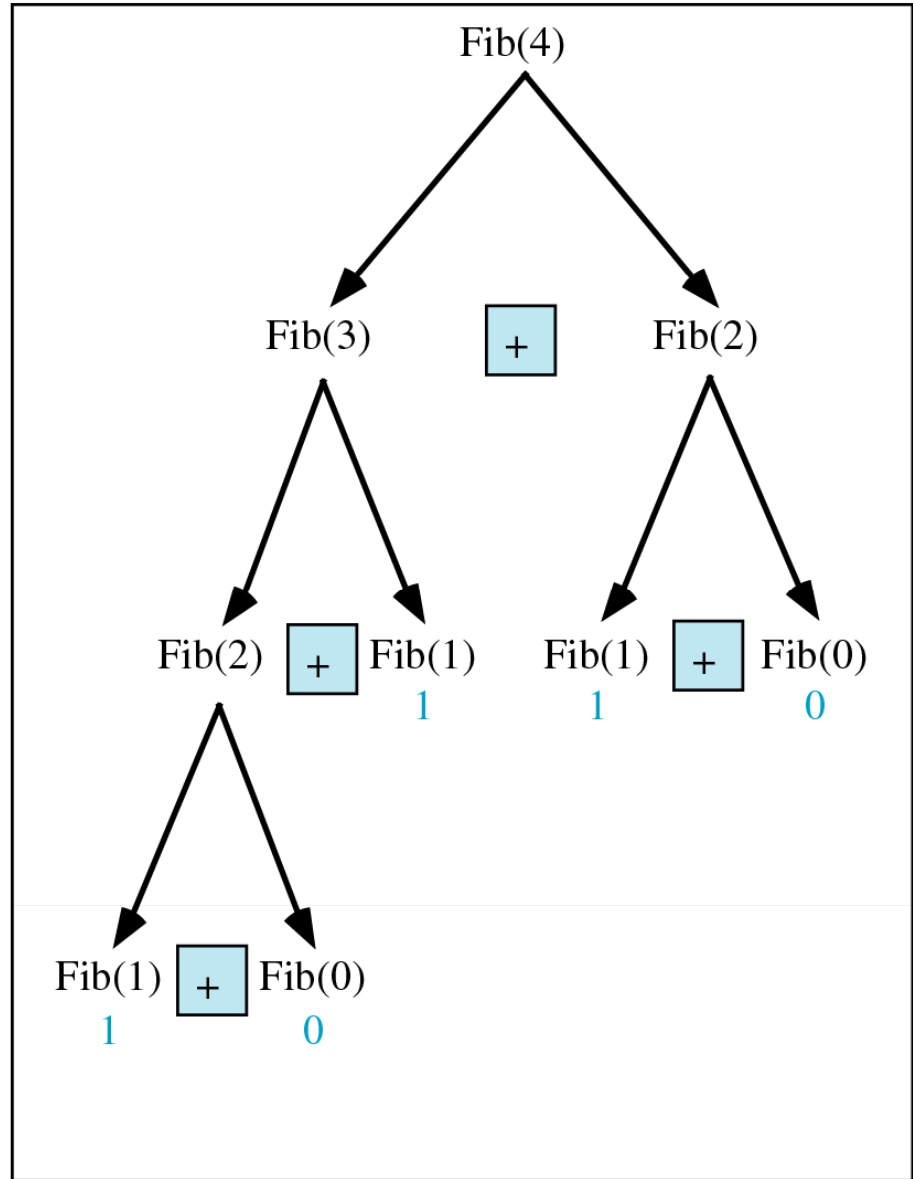 Fib(4)
Fib(3) + Fib(2)
Fib(2) + Fib(1) Fib(1) + Fib(0)
1 1 0
Fib(1) + Fib(0)
1 0